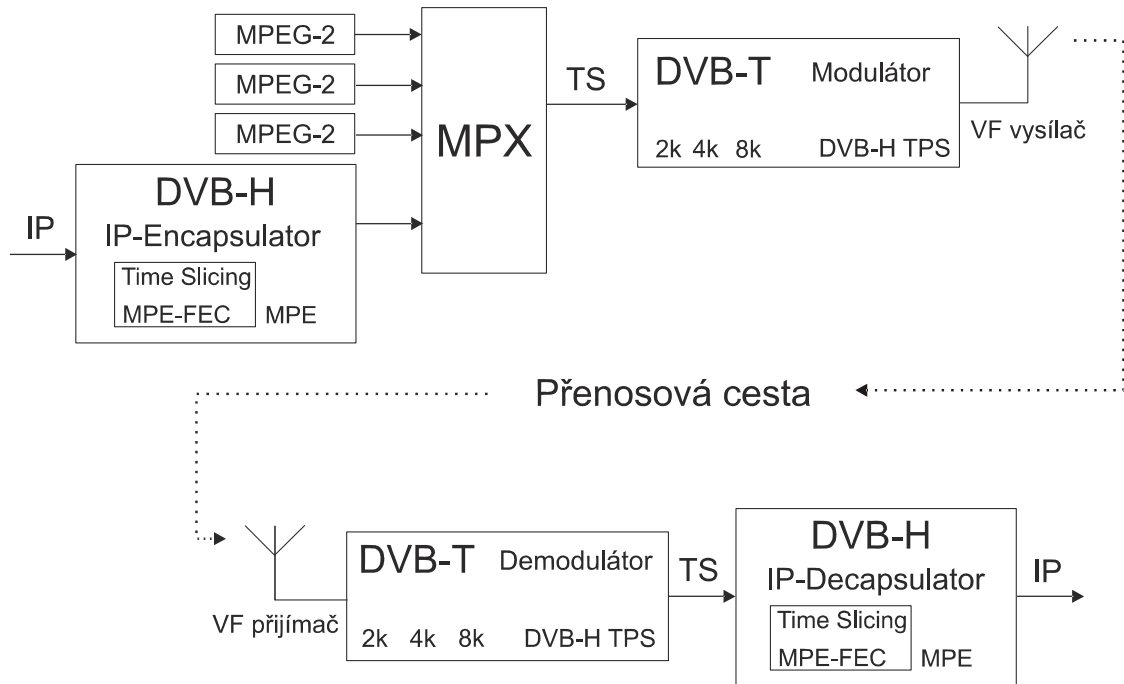 MPEG-2
MPEG-2
MPEG-2
MPX
TS
DVB-T Modulátor
2k 4k 8k DVB-H TPS
VF vysílač
IP
DVB-H
IP-Encapsulator
Time Slicing
MPE-FEC MPE
Přenosová cesta
VF přijímač
DVB-T Demodulátor
2k 4k 8k DVB-H TPS
TS
DVB-H
IP-Decapsulator
Time Slicing
MPE-FEC MPE
IP